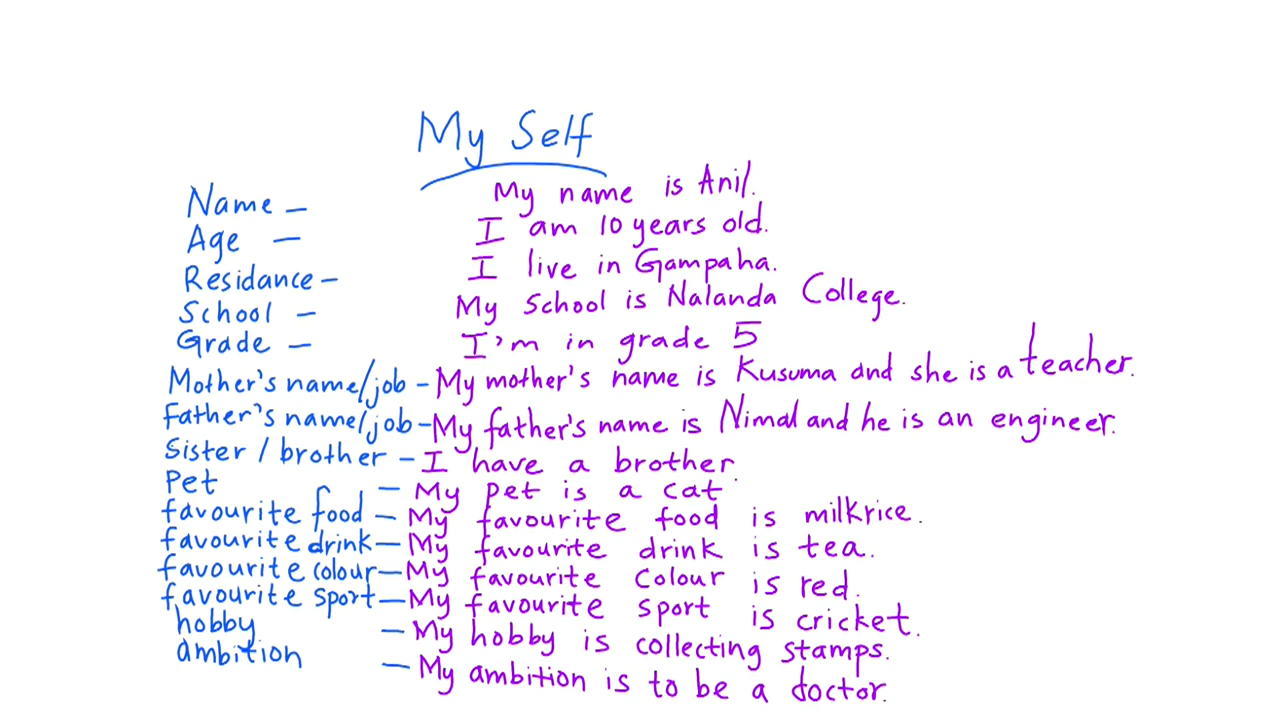 My Self
Name – My name is Anil.
Age – I am 10 years old.
Residance – I live in Gampaha.
School – My School is Nalanda College.
Grade – I'm in grade 5
Mother's name/job – My mother's name is Kusuma and she is a teacher.
Father's name/job – My father's name is Nimal and he is an engineer.
Sister / brother – I have a brother.
Pet – My pet is a cat
favourite food – My favourite food is milkrice.
favourite drink – My favourite drink is tea.
favourite colour – My favourite Colour is red.
favourite sport – My favourite sport is cricket.
hobby – My hobby is collecting stamps.
ambition – My ambition is to be a doctor.